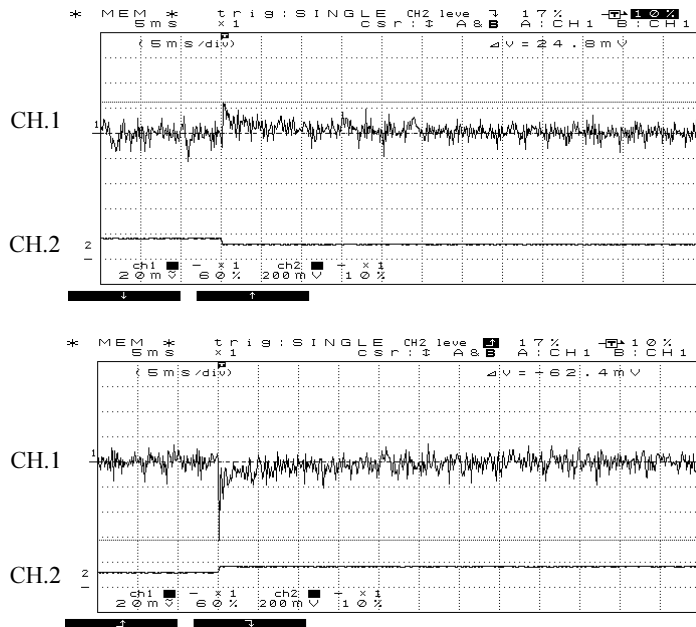 * MEM * trig:SINGLE CH2 leve ↴ 17% 10%
5ms ×1 csr:↕ A&B A:CH1 B:CH1
(5ms/div) ⊿V=24.8mV
CH.1
1
CH.2
2
ch1 - ×1 ch2 - ×1
20mṽ 60% 200mV 10%
↓ ↑
* MEM * trig:SINGLE CH2 leve 17% 10%
5ms ×1 csr:↕ A&B A:CH1 B:CH1
(5ms/div) ⊿V=-62.4mV
CH.1
1
CH.2
2
ch1 - ×1 ch2 - ×1
20mṽ 60% 200mV 10%